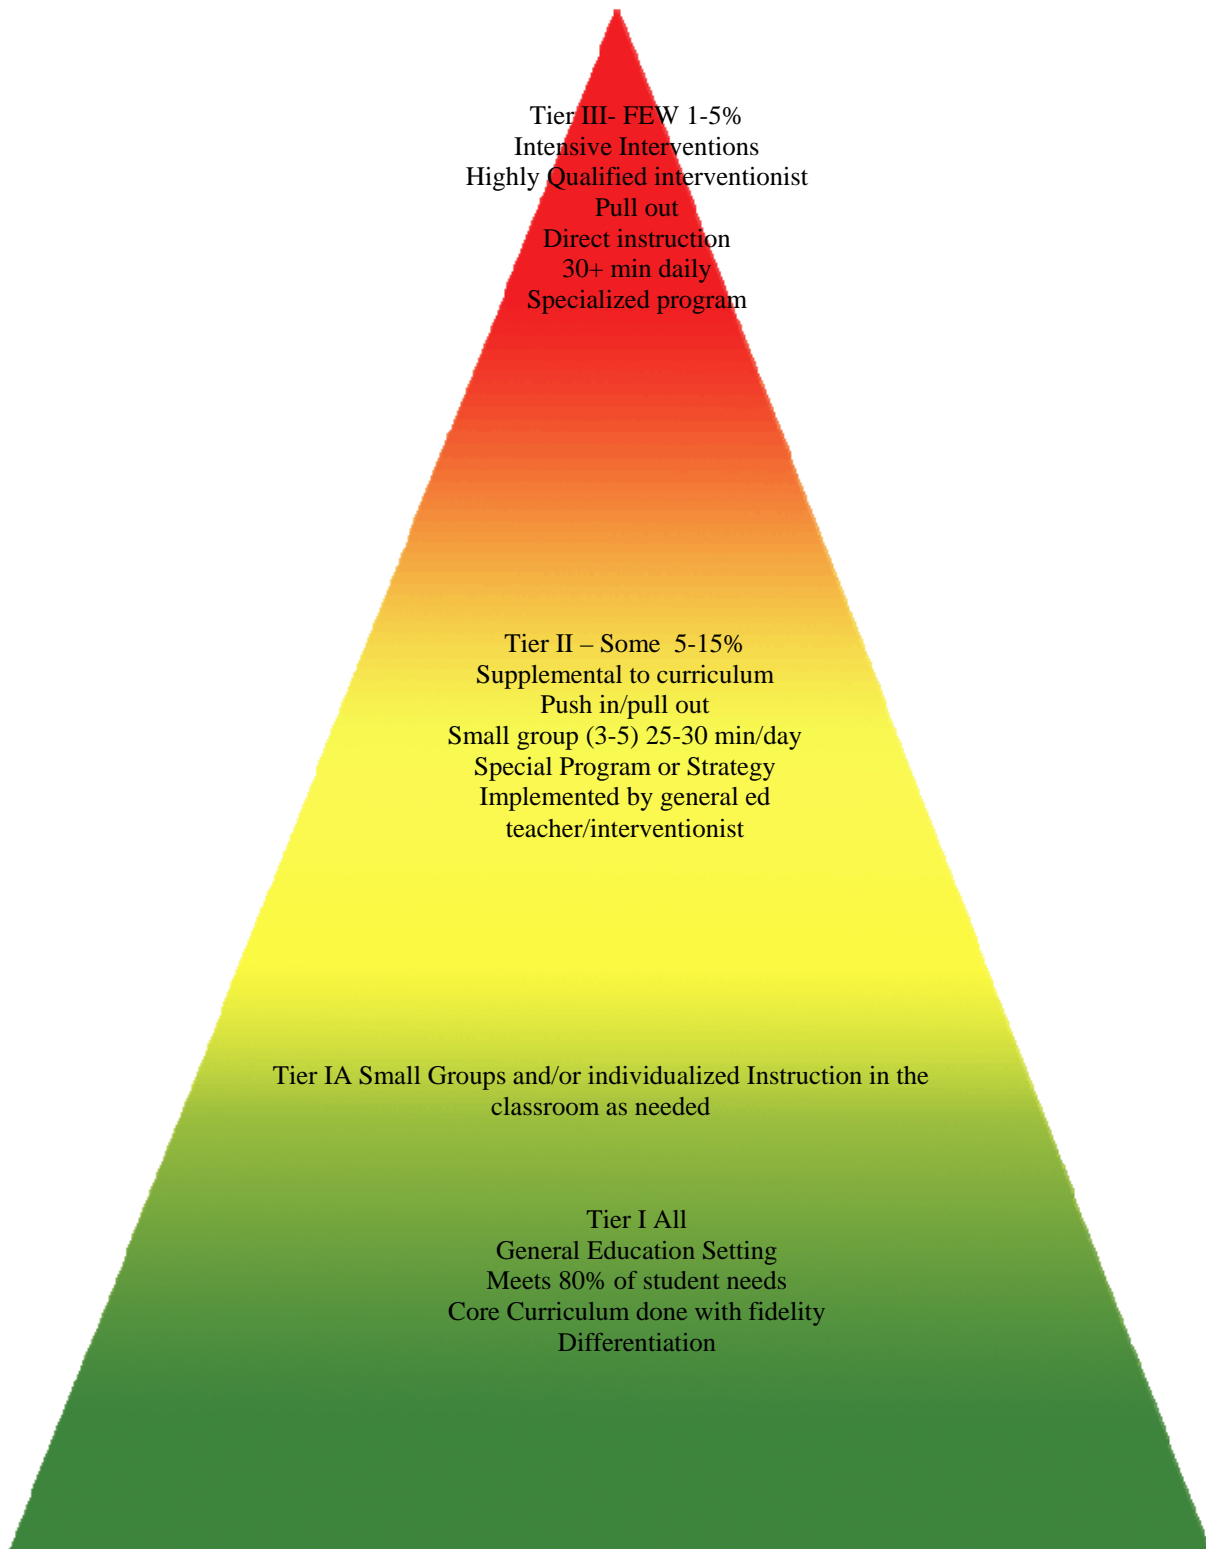 Tier III- FEW 1-5%
Intensive Interventions
Highly Qualified interventionist
Pull out
Direct instruction
30+ min daily
Specialized program
Tier II – Some  5-15%
Supplemental to curriculum
Push in/pull out
Small group (3-5) 25-30 min/day
Special Program or Strategy
Implemented by general ed
teacher/interventionist
Tier IA Small Groups and/or individualized Instruction in the
classroom as needed
Tier I All
General Education Setting
Meets 80% of student needs
Core Curriculum done with fidelity
Differentiation